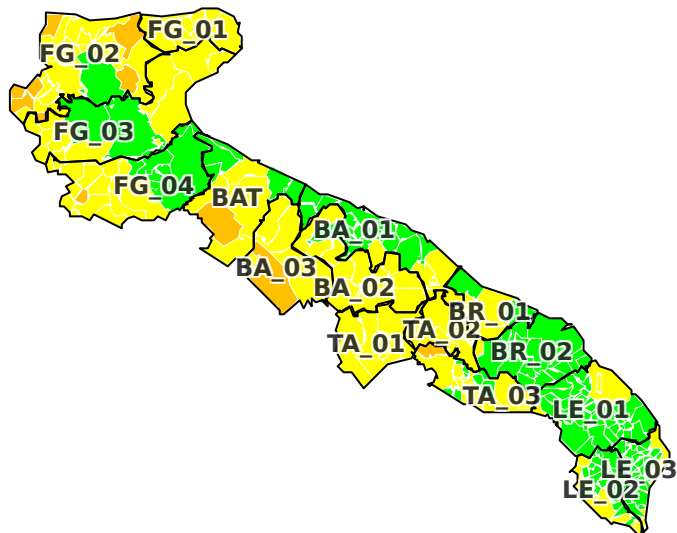 FG_01
FG_02
FG_03
FG_04
BAT
BA_01
BA_03
BA_02
BR_01
TA_02
TA_01
BR_02
TA_03
LE_01
LE_03
LE_02